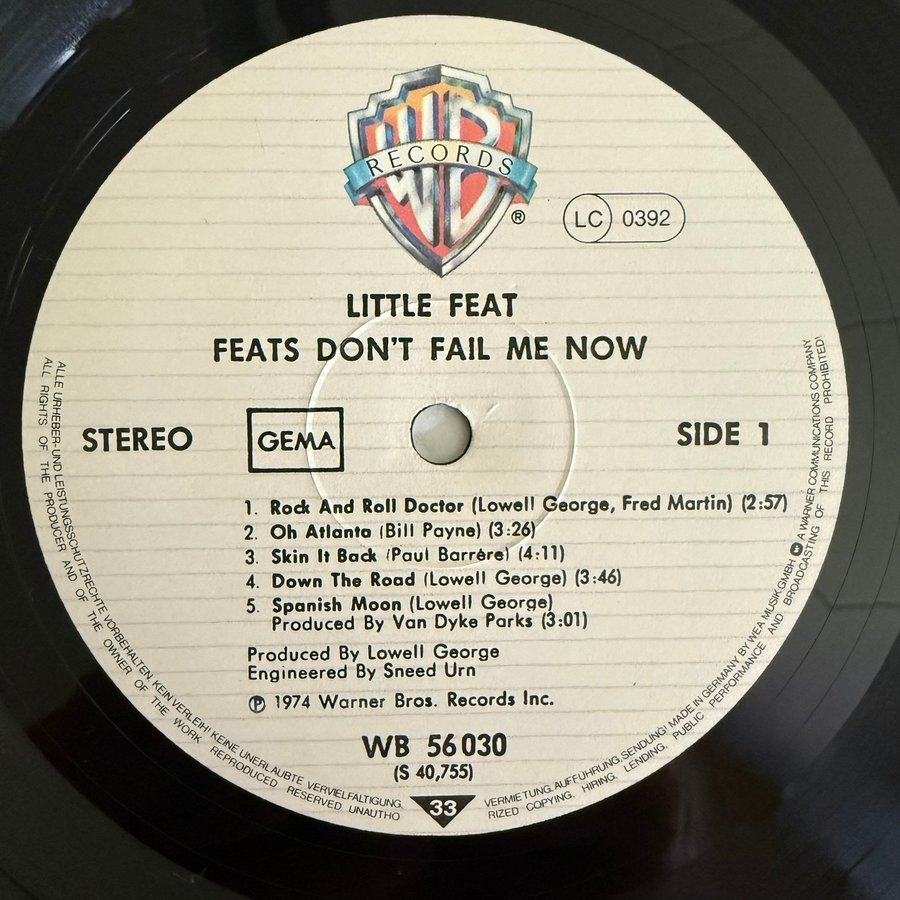 WB
RECORDS
®
LC 0392
LITTLE FEAT
FEATS DON'T FAIL ME NOW
STEREO
GEMA
SIDE 1
1. Rock And Roll Doctor (Lowell George, Fred Martin) (2:57)
2. Oh Atlanta (Bill Payne) (3:26)
3. Skin It Back (Paul Barrère) (4:11)
4. Down The Road (Lowell George) (3:46)
5. Spanish Moon (Lowell George)
Produced By Van Dyke Parks (3:01)
Produced By Lowell George
Engineered By Sneed Urn
℗ 1974 Warner Bros. Records Inc.
WB 56 030
(S 40,755)
33
ALLE URHEBER- UND LEISTUNGSSCHUTZRECHTE VORBEHALTEN. KEIN VERLEIH! KEINE UNERLAUBTE VERVIELFÄLTIGUNG, VERMIETUNG, AUFFÜHRUNG, SENDUNG! MADE IN GERMANY BY WEA MUSIK GMBH A WARNER COMMUNICATIONS COMPANY
ALL RIGHTS OF THE PRODUCER AND OF THE OWNER OF THE WORK REPRODUCED RESERVED. UNAUTHORIZED COPYING, HIRING, LENDING, PUBLIC PERFORMANCE AND BROADCASTING OF THIS RECORD PROHIBITED!